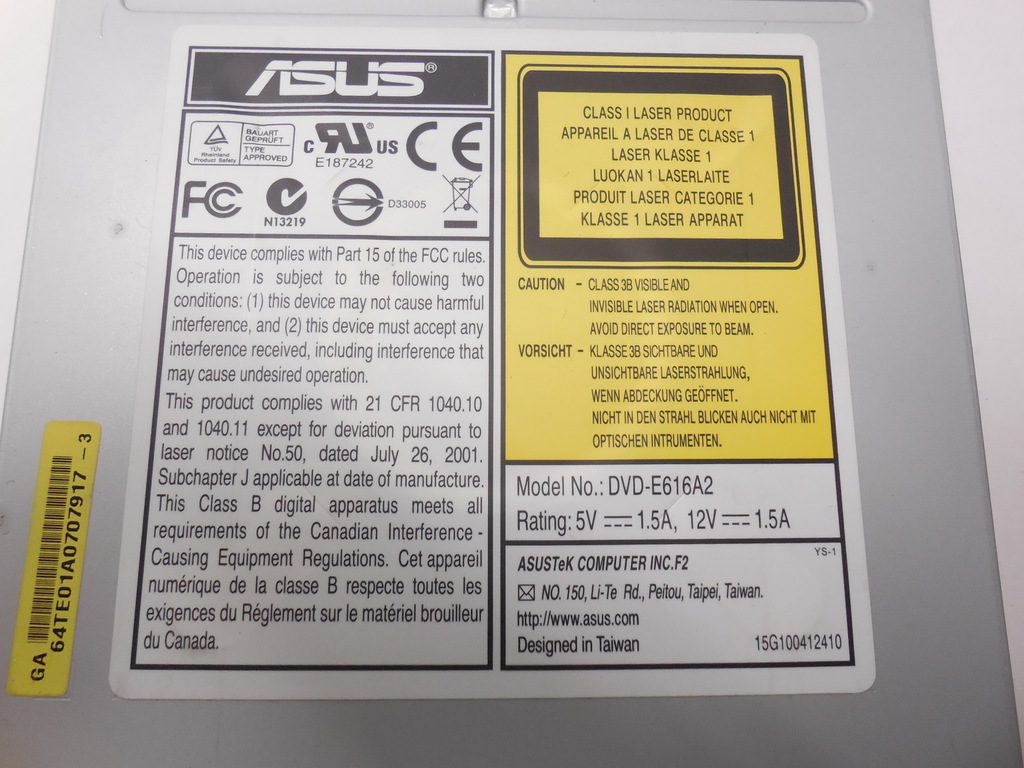 ASUS®
TÜV
Rheinland
Product Safety
BAUART
GEPRÜFT
TYPE
APPROVED
c RU® US
E187242
CE
FC
N13219
D33005
This device complies with Part 15 of the FCC rules.
Operation is subject to the following two
conditions: (1) this device may not cause harmful
interference, and (2) this device must accept any
interference received, including interference that
may cause undesired operation.
This product complies with 21 CFR 1040.10
and 1040.11 except for deviation pursuant to
laser notice No.50, dated July 26, 2001.
Subchapter J applicable at date of manufacture.
This Class B digital apparatus meets all
requirements of the Canadian Interference -
Causing Equipment Regulations. Cet appareil
numérique de la classe B respecte toutes les
exigences du Réglement sur le matériel brouilleur
du Canada.
CLASS I LASER PRODUCT
APPAREIL A LASER DE CLASSE 1
LASER KLASSE 1
LUOKAN 1 LASERLAITE
PRODUIT LASER CATEGORIE 1
KLASSE 1 LASER APPARAT
CAUTION - CLASS 3B VISIBLE AND
INVISIBLE LASER RADIATION WHEN OPEN.
AVOID DIRECT EXPOSURE TO BEAM.
VORSICHT - KLASSE 3B SICHTBARE UND
UNSICHTBARE LASERSTRAHLUNG,
WENN ABDECKUNG GEÖFFNET.
NICHT IN DEN STRAHL BLICKEN AUCH NICHT MIT
OPTISCHEN INTRUMENTEN.
Model No.: DVD-E616A2
Rating: 5V ⎓ 1.5A, 12V ⎓ 1.5A
YS-1
ASUSTeK COMPUTER INC.F2
NO. 150, Li-Te Rd., Peitou, Taipei, Taiwan.
http://www.asus.com
Designed in Taiwan 15G100412410
GA
64TE01A0707917 - 3